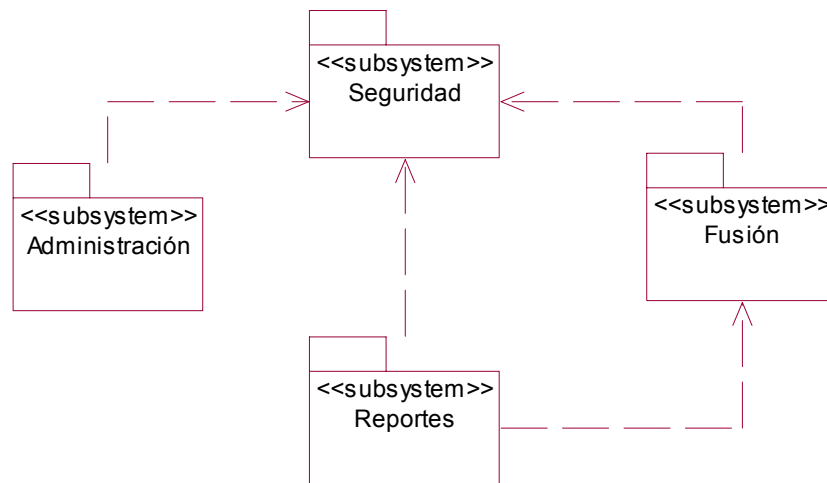 <<subsystem>>
Seguridad
<<subsystem>>
Administración
<<subsystem>>
Fusión
<<subsystem>>
Reportes